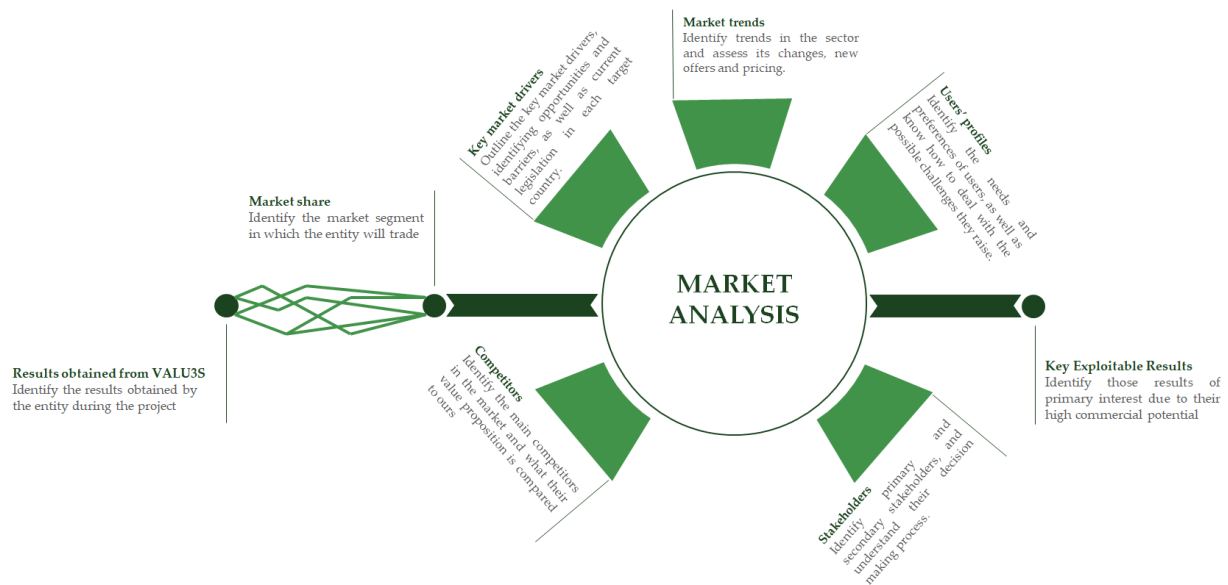 Market trends
Identify trends in the sector
and assess its changes, new
offers and pricing.
Key market drivers
Outline the key market drivers,
identifying opportunities and
barriers, as well as current
legislation in each target
country.
Users' profiles
Identify the needs and
preferences of users, as well as
know how to deal with the
possible challenges they raise.
Market share
Identify the market segment
in which the entity will trade
MARKET
ANALYSIS
Results obtained from VALU3S
Identify the results obtained by
the entity during the project
Competitors
Identify the main competitors
in the market and what their
value proposition is compared
to ours
Stakeholders
Identify primary and
secondary stakeholders, and
understand their decision
making process.
Key Exploitable Results
Identify those results of
primary interest due to their
high commercial potential